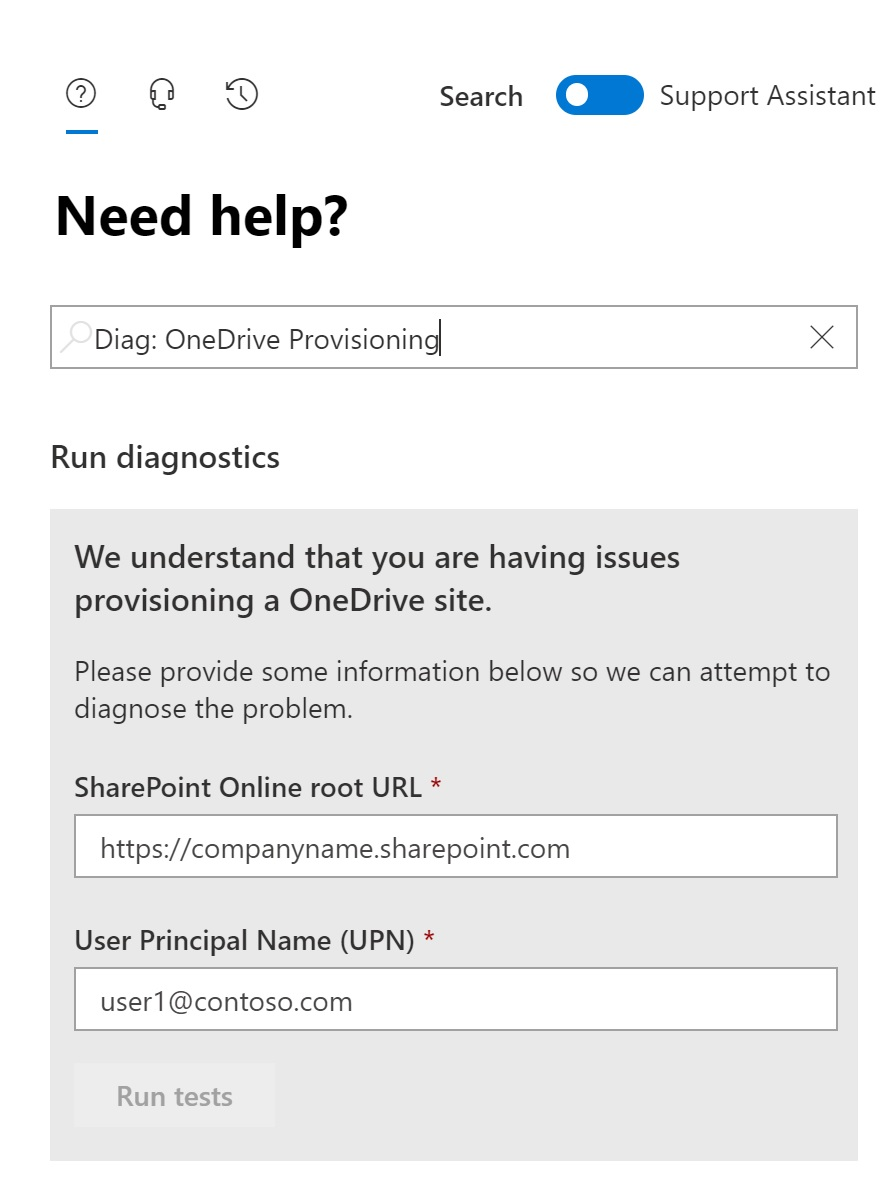 Search Support Assistant
Need help?
Diag: OneDrive Provisioning
Run diagnostics
We understand that you are having issues
provisioning a OneDrive site.
Please provide some information below so we can attempt to
diagnose the problem.
SharePoint Online root URL *
https://companyname.sharepoint.com
User Principal Name (UPN) *
user1@contoso.com
Run tests